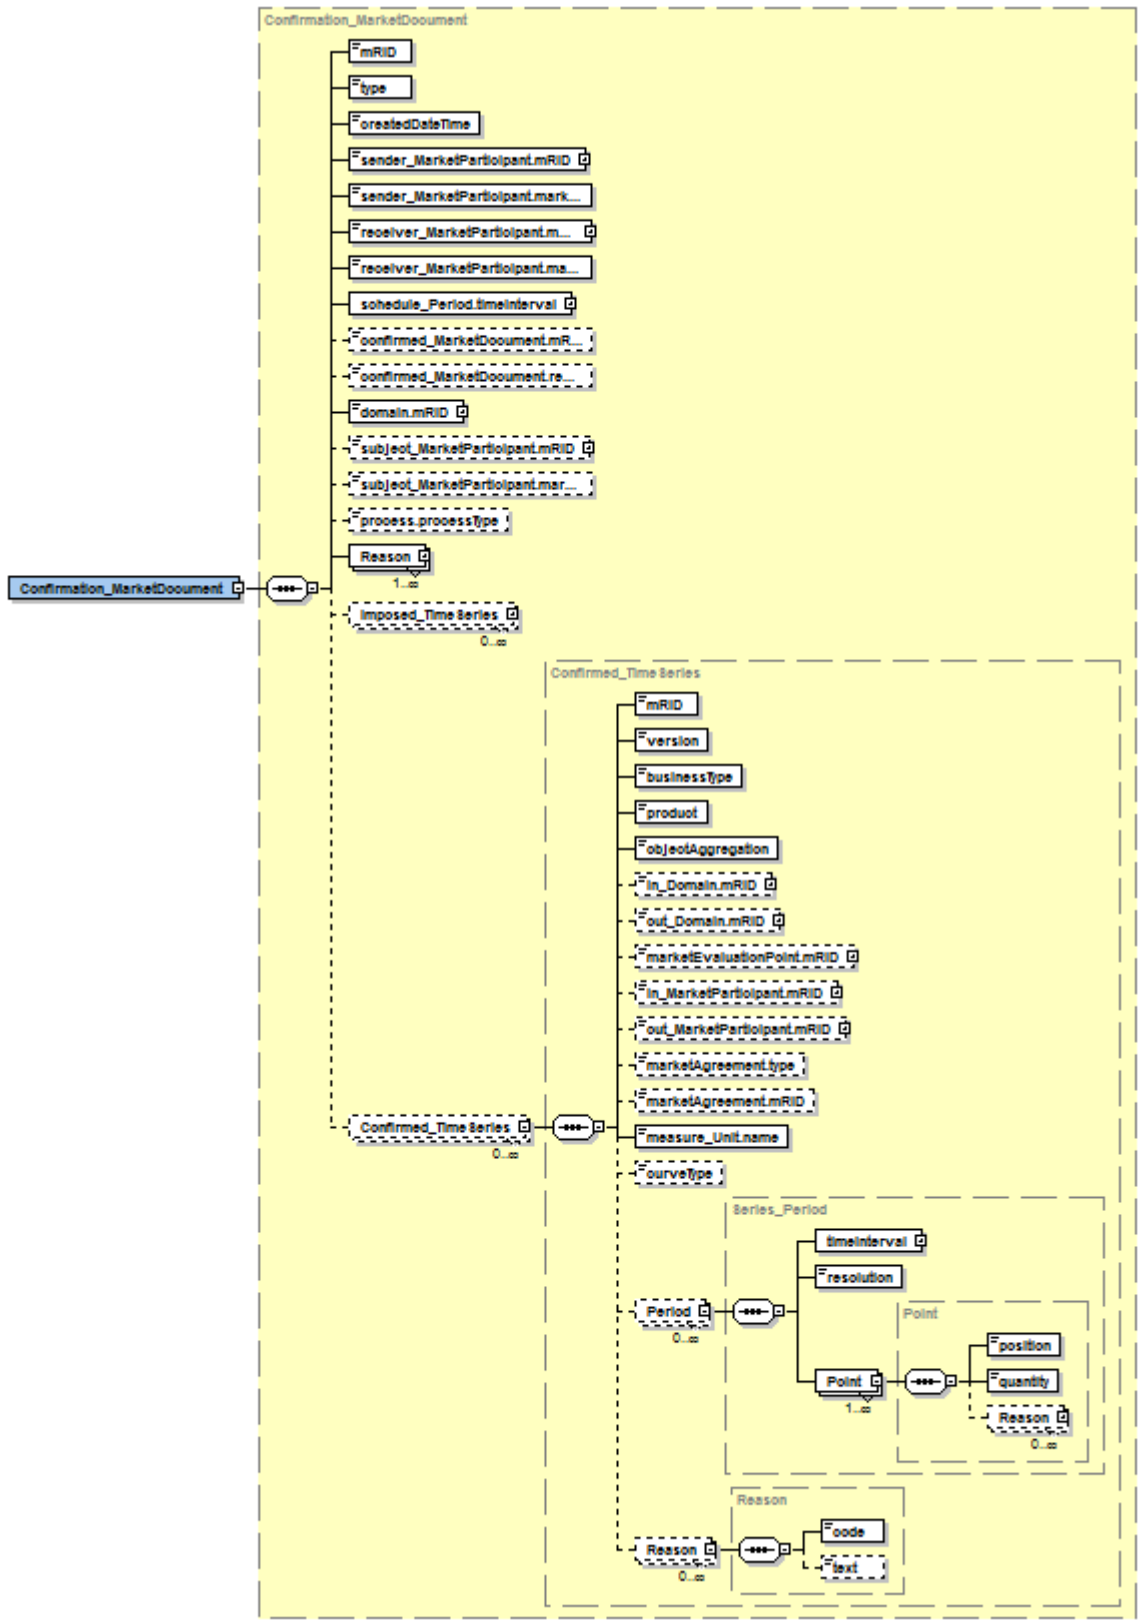 Confirmation_MarketDocument
mRID
type
createdDateTime
sender_MarketParticipant.mRID
sender_MarketParticipant.mark...
receiver_MarketParticipant.m...
receiver_MarketParticipant.ma...
schedule_Period.timeInterval
confirmed_MarketDocument.mR...
confirmed_MarketDocument.re...
domain.mRID
subject_MarketParticipant.mRID
subject_MarketParticipant.mar...
process.processType
Reason
1..∞
Confirmation_MarketDocument
Imposed_TimeSeries
0..∞
Confirmed_TimeSeries
mRID
version
businessType
product
objectAggregation
in_Domain.mRID
out_Domain.mRID
marketEvaluationPoint.mRID
in_MarketParticipant.mRID
out_MarketParticipant.mRID
marketAgreement.type
marketAgreement.mRID
Confirmed_TimeSeries
0..∞
measure_Unit.name
curveType
Series_Period
timeInterval
resolution
Period
0..∞
Point
position
Point
1..∞
quantity
Reason
0..∞
Reason
code
Reason
0..∞
text